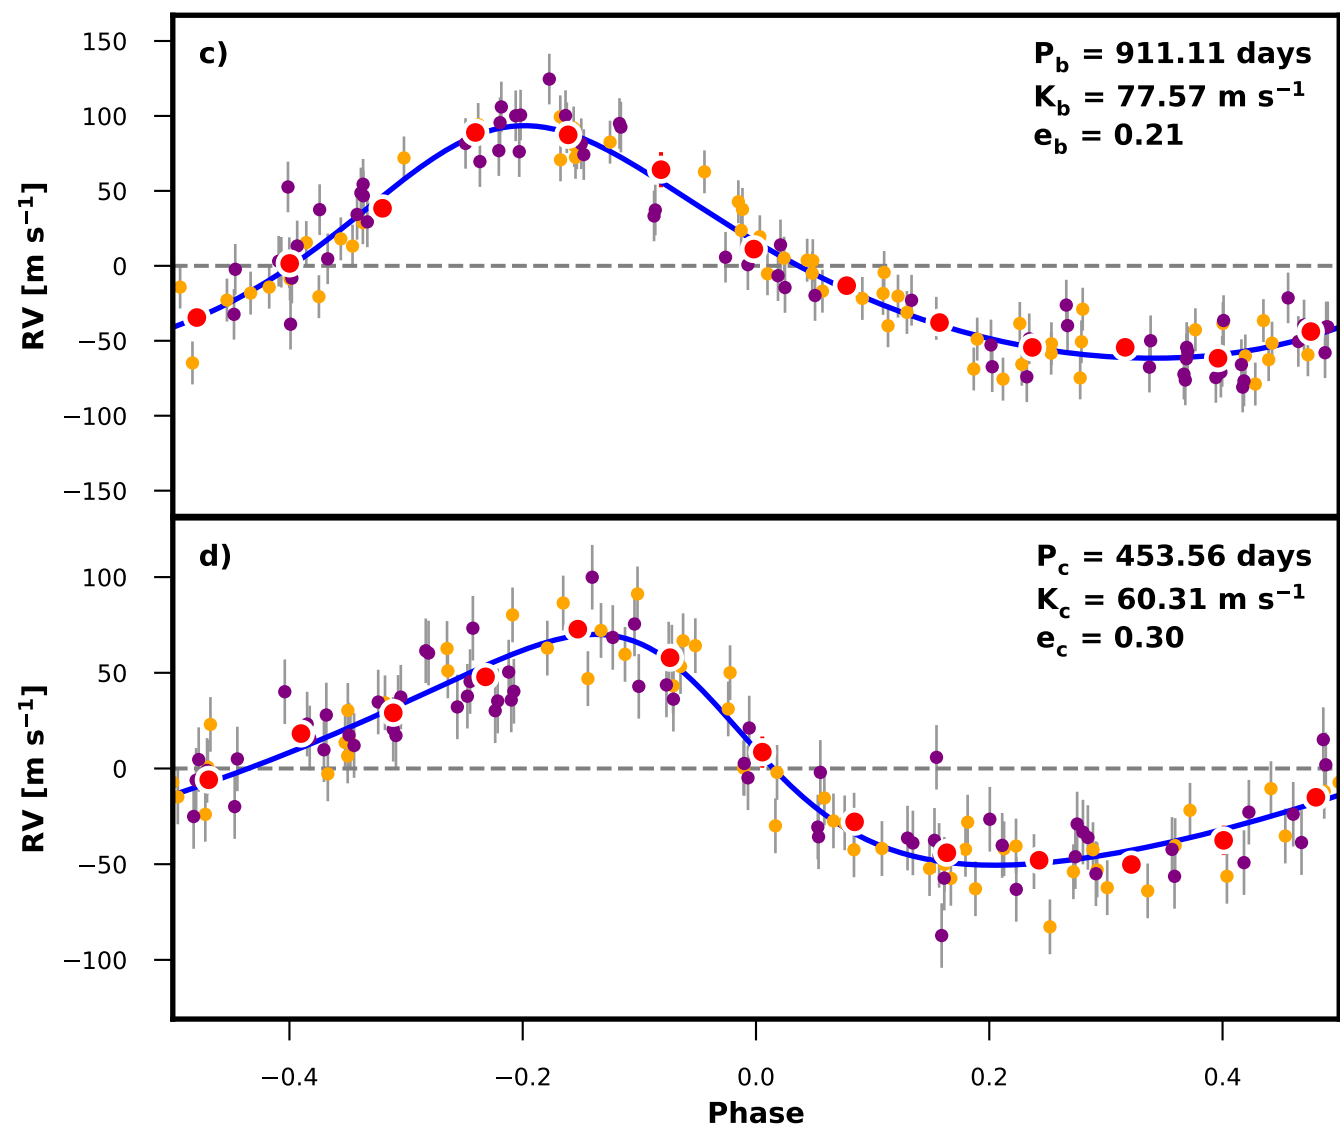 c)
P_b = 911.11 days
K_b = 77.57 m s⁻¹
e_b = 0.21
150
100
50
0
−50
−100
−150
RV [m s⁻¹]
d)
P_c = 453.56 days
K_c = 60.31 m s⁻¹
e_c = 0.30
100
50
0
−50
−100
RV [m s⁻¹]
−0.4 −0.2 0.0 0.2 0.4
Phase